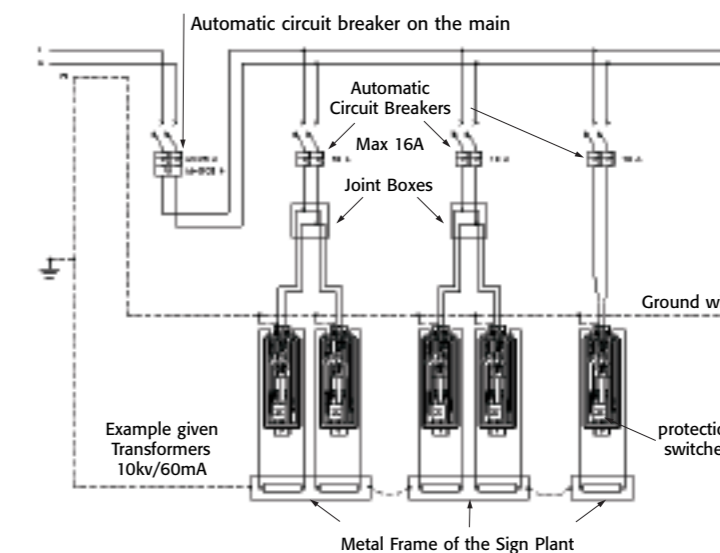 Automatic circuit breaker on the main
Automatic
Circuit Breakers
Max 16A
Joint Boxes
Ground w
Example given
Transformers
10kv/60mA
protectio
switche
Metal Frame of the Sign Plant